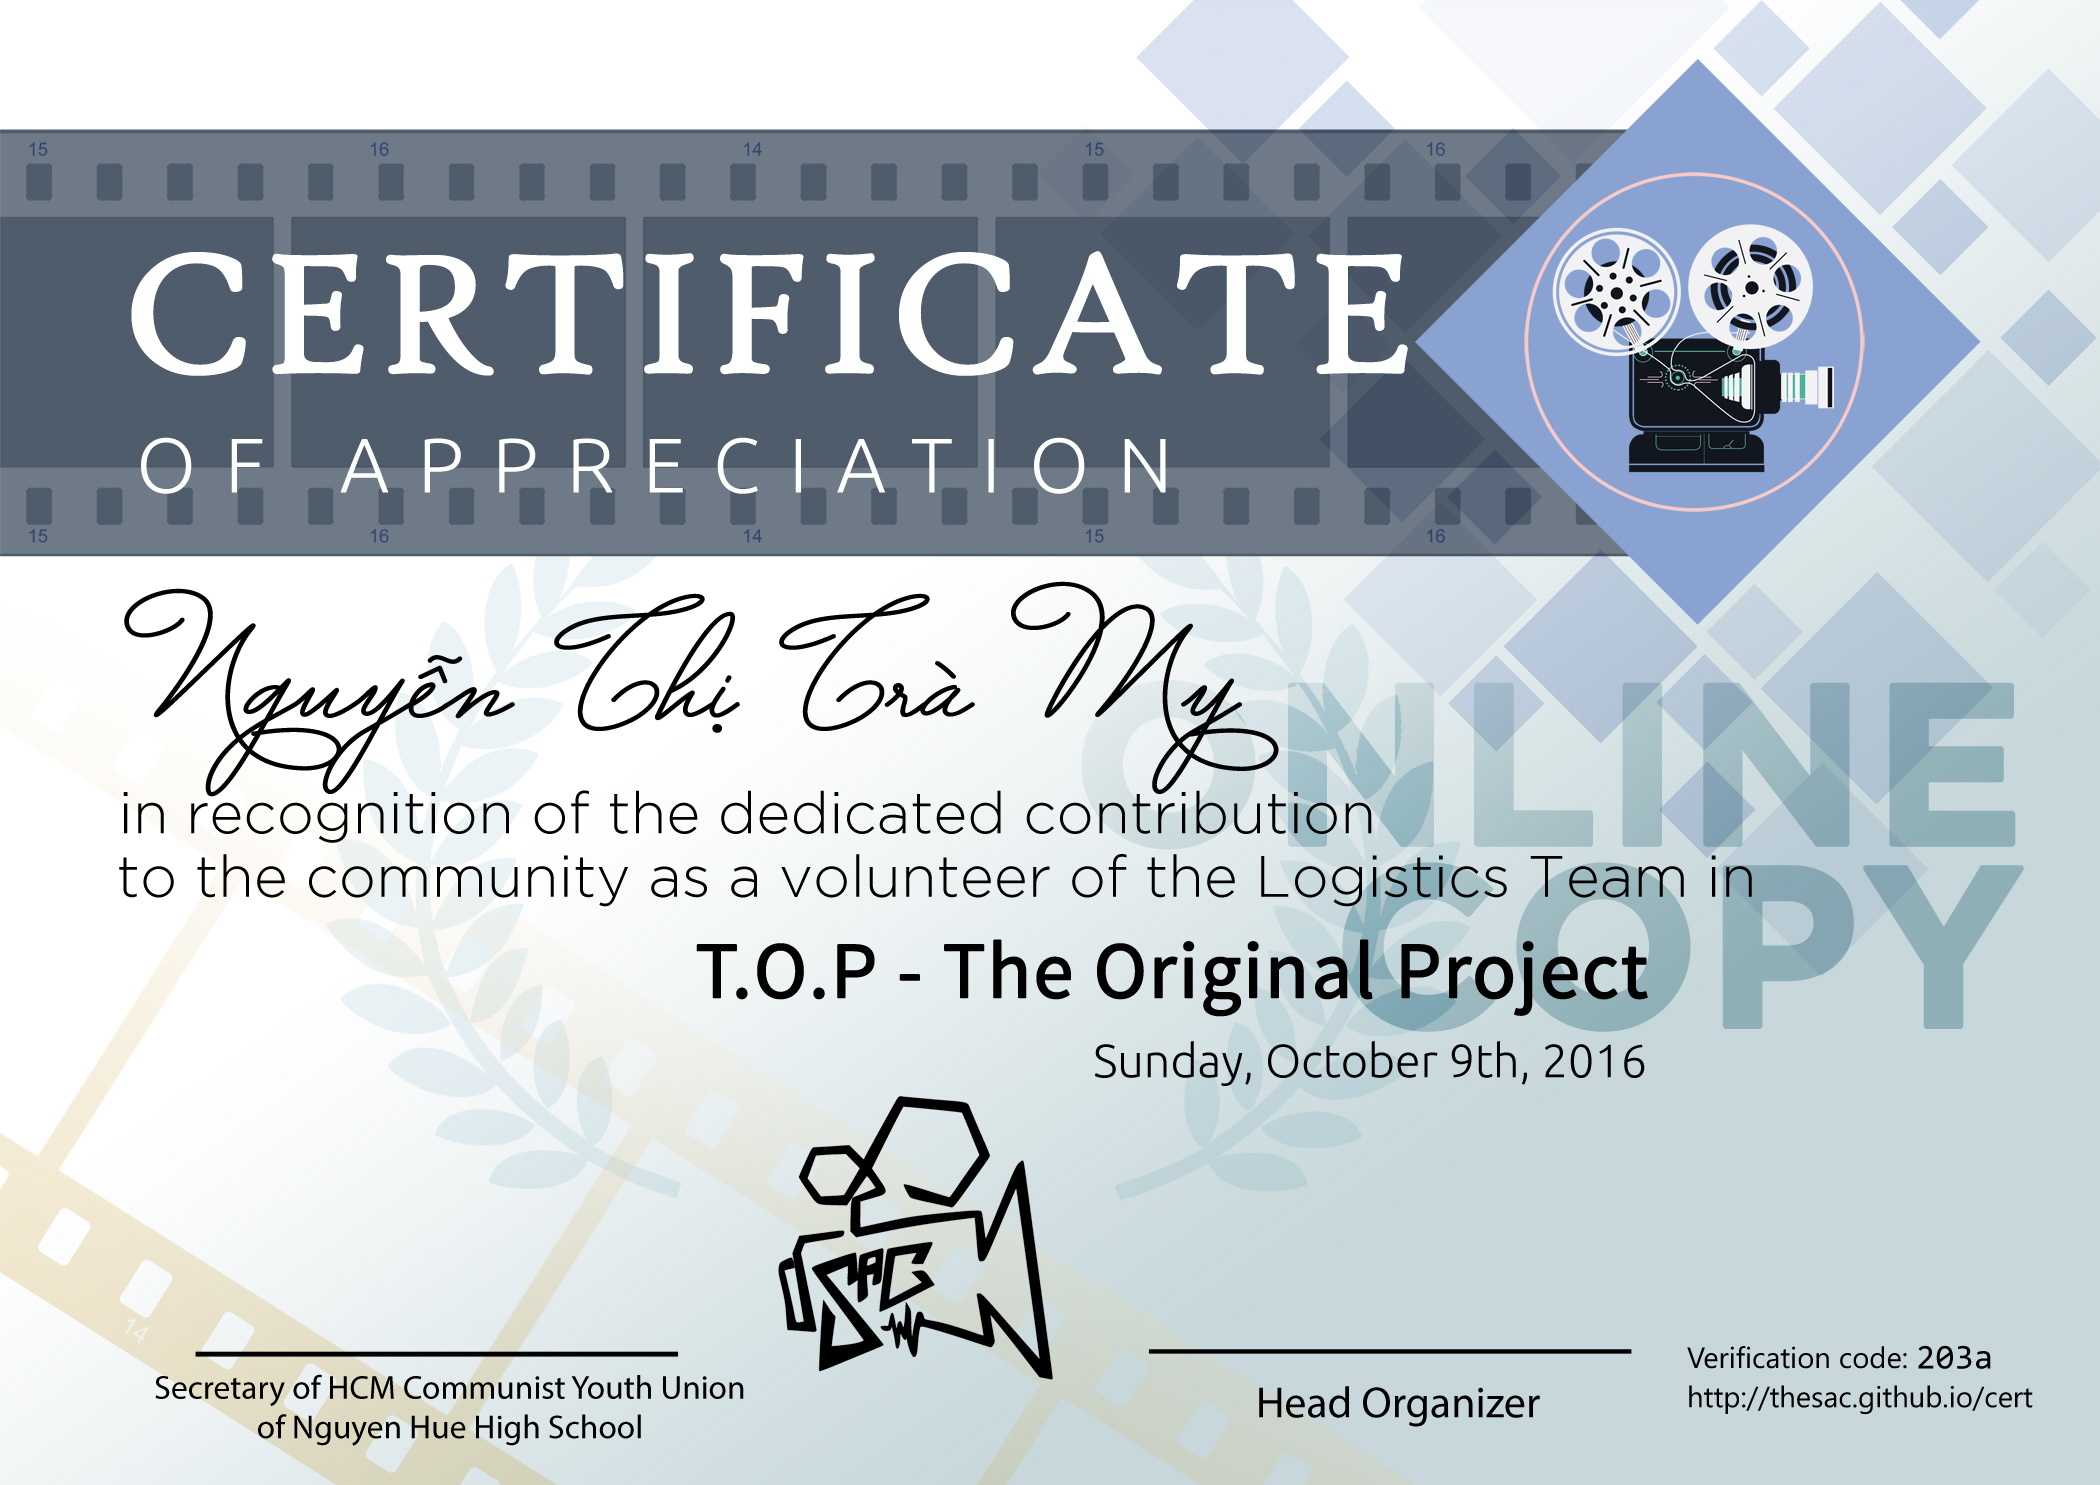 15 16 14 15 16
CERTIFICATE
OF APPRECIATION
15 16 14 15 16
Nguyễn Thị Trà My
in recognition of the dedicated contribution
to the community as a volunteer of the Logistics Team in
T.O.P - The Original Project
Sunday, October 9th, 2016
ONLINE
COPY
SAC
14
Secretary of HCM Communist Youth Union
of Nguyen Hue High School
Head Organizer
Verification code: 203a
http://thesac.github.io/cert